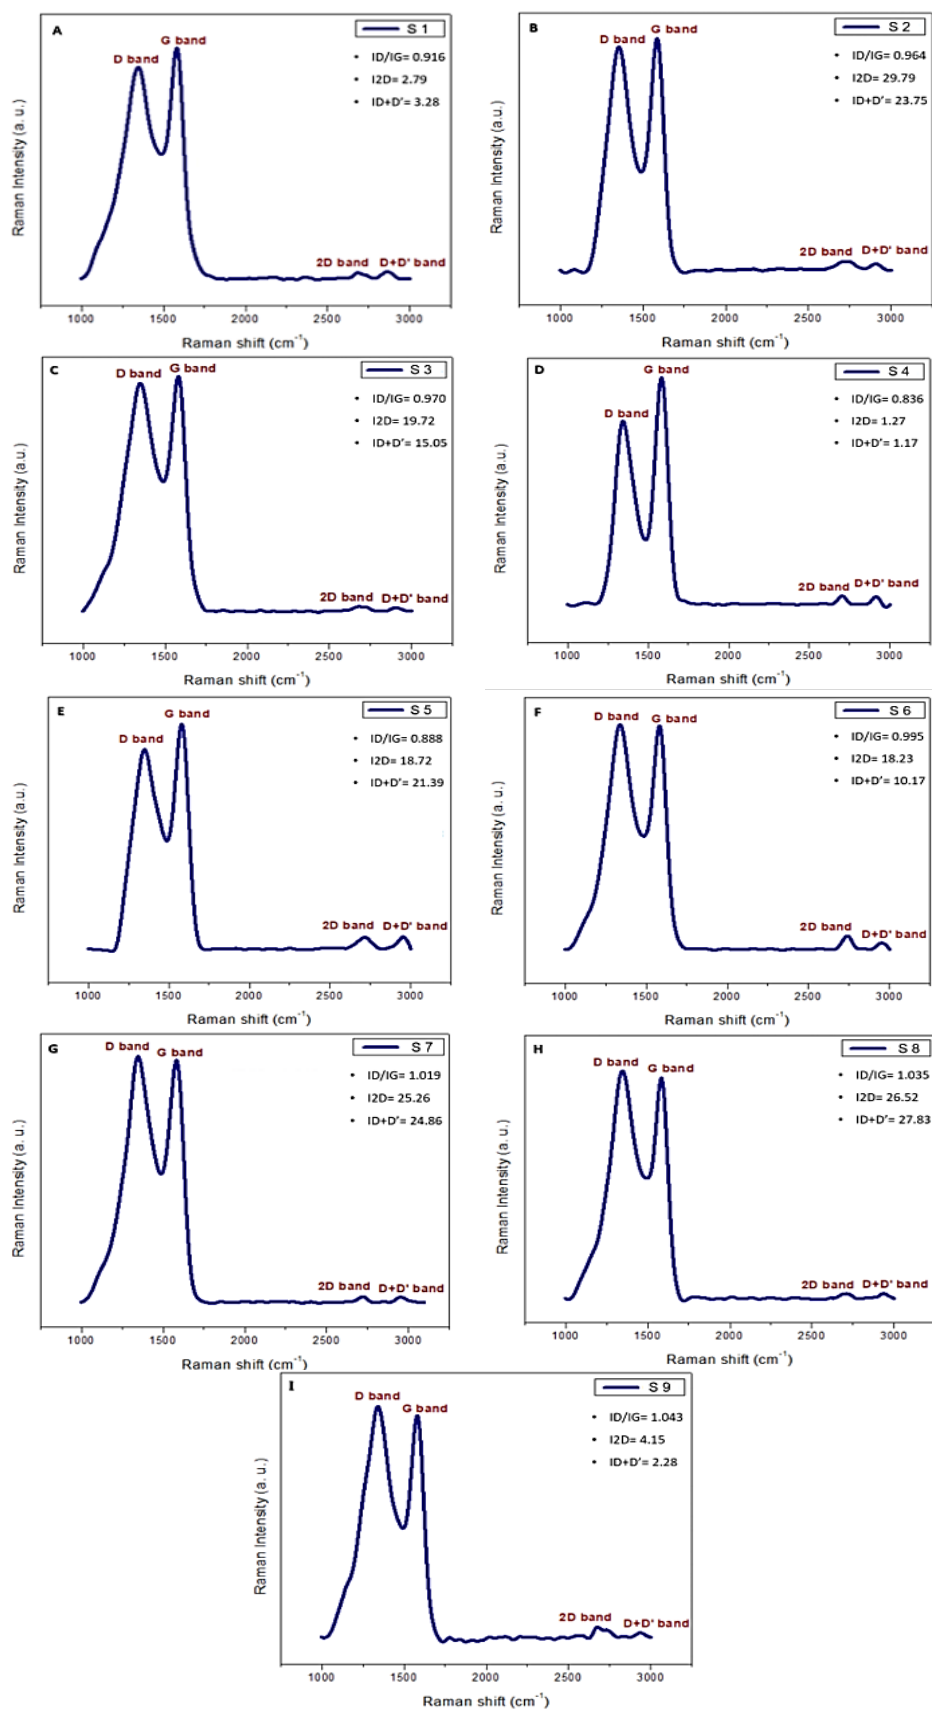 A
S 1
D band
G band
• ID/IG= 0.916
• I2D= 2.79
• ID+D'= 3.28
2D band
D+D' band
Raman Intensity (a. u.)
1000 1500 2000 2500 3000
Raman shift (cm-1)
B
S 2
D band
G band
• ID/IG= 0.964
• I2D= 29.79
• ID+D'= 23.75
2D band
D+D' band
Raman Intensity (a. u.)
1000 1500 2000 2500 3000
Raman shift (cm-1)
C
S 3
D band
G band
• ID/IG= 0.970
• I2D= 19.72
• ID+D'= 15.05
2D band
D+D' band
Raman Intensity (a.u.)
1000 1500 2000 2500 3000
Raman shift (cm-1)
D
S 4
D band
G band
• ID/IG= 0.836
• I2D= 1.27
• ID+D'= 1.17
2D band
D+D' band
Raman Intensity (a.u.)
1000 1500 2000 2500 3000
Raman shift (cm-1)
E
S 5
D band
G band
• ID/IG= 0.888
• I2D= 18.72
• ID+D'= 21.39
2D band
D+D' band
Raman Intensity (a.u.)
1000 1500 2000 2500 3000
Raman shift (cm-1)
F
S 6
D band
G band
• ID/IG= 0.995
• I2D= 18.23
• ID+D'= 10.17
2D band
D+D' band
Raman Intensity (a.u.)
1000 1500 2000 2500 3000
Raman shift (cm-1)
G
S 7
D band
G band
• ID/IG= 1.019
• I2D= 25.26
• ID+D'= 24.86
2D band
D+D' band
Raman Intensity (a. u.)
1000 1500 2000 2500 3000
Raman shift (cm-1)
H
S 8
D band
G band
• ID/IG= 1.035
• I2D= 26.52
• ID+D'= 27.83
2D band
D+D' band
Raman Intensity (a. u.)
1000 1500 2000 2500 3000
Raman shift (cm-1)
I
S 9
D band
G band
• ID/IG= 1.043
• I2D= 4.15
• ID+D'= 2.28
2D band
D+D' band
Raman Intensity (a. u.)
1000 1500 2000 2500 3000
Raman shift (cm-1)